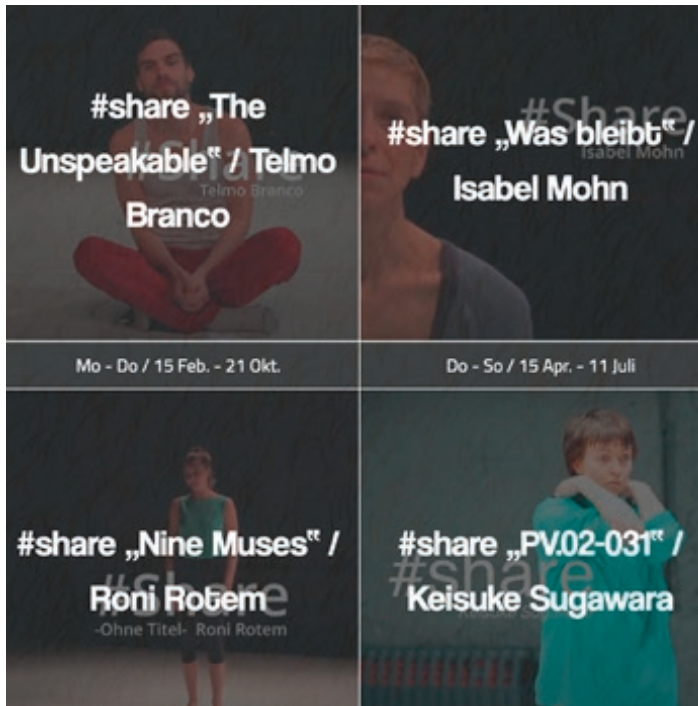 #share „The
Unspeakable“ / Telmo
Branco
#Share
Telmo Branco
#share „Was bleibt“ /
Isabel Mohn
#Share
Isabel Mohn
Mo - Do / 15 Feb. - 21 Okt.
Do - So / 15 Apr. - 11 Juli
#share „Nine Muses“ /
Roni Rotem
#Share
-Ohne Titel- Roni Rotem
#share „PV.02-031“ /
Keisuke Sugawara
#share